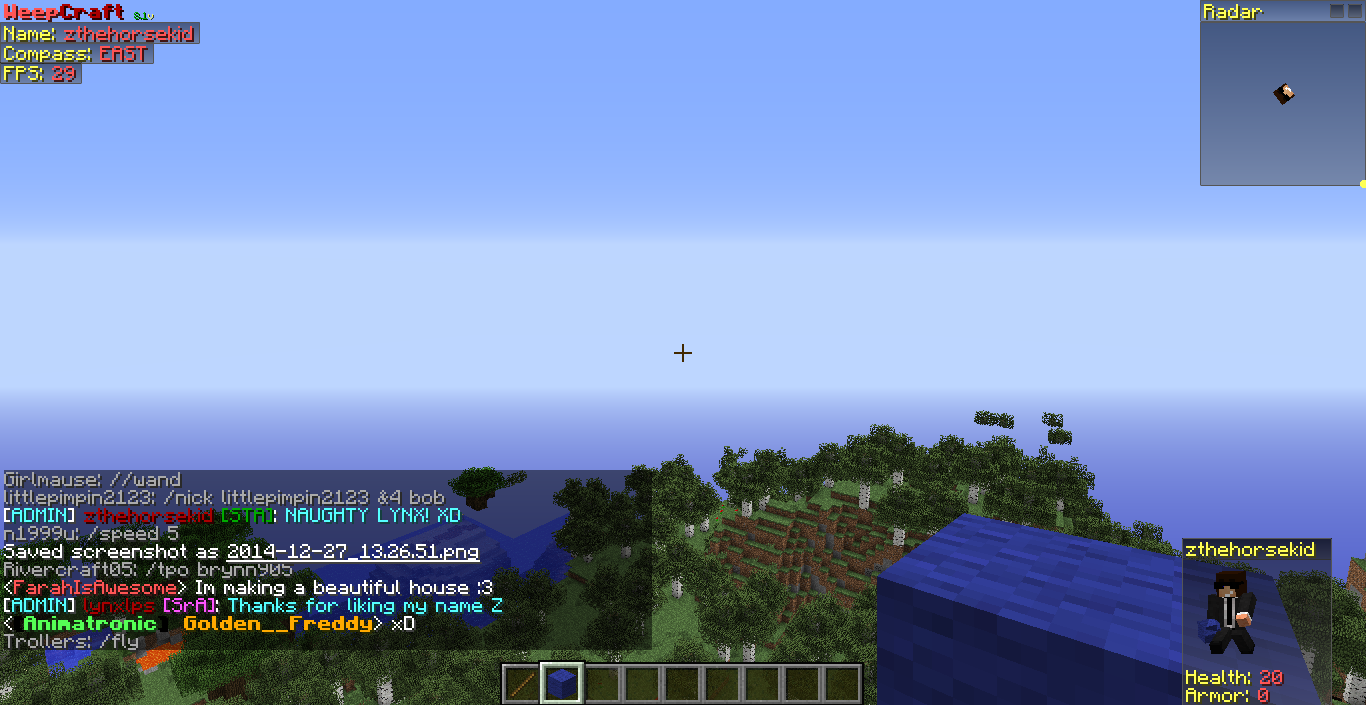 WeepCraft 8.1v
Name: zthehorsekid
Compass: EAST
FPS: 29
Radar
Girlmause: //wand
littlepimpin2123: /nick littlepimpin2123 &4 bob
[ADMIN] zthehorsekid [STA]: NAUGHTY LYNX! XD
n1999u: /speed 5
Saved screenshot as 2014-12-27_13.26.51.png
Rivercraft05: /tpo brynn905
<FarahIsAwesome> Im making a beautiful house :3
[ADMIN] lynxlps [SrA]: Thanks for liking my name Z
< Animatronic Golden__Freddy> xD
Trollers: /fly
zthehorsekid
Health: 20
Armor: 0